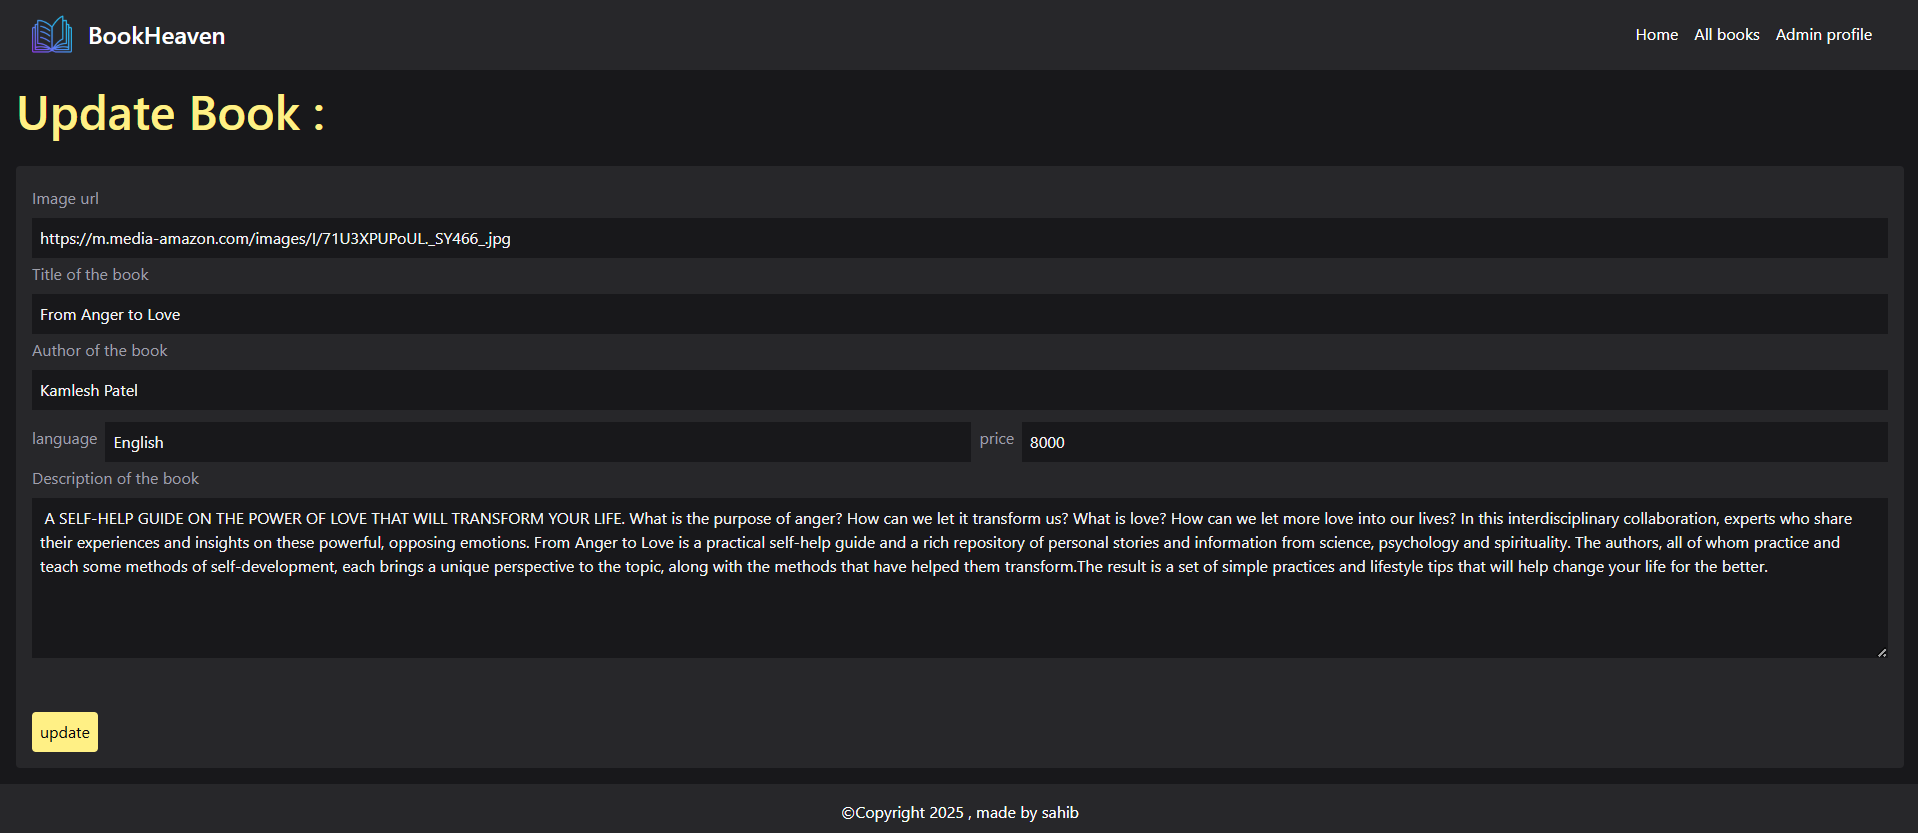 BookHeaven
Home
All books
Admin profile
Update Book :
Image url
https://m.media-amazon.com/images/I/71U3XPUPoUL._SY466_.jpg
Title of the book
From Anger to Love
Author of the book
Kamlesh Patel
language
English
price
8000
Description of the book
A SELF-HELP GUIDE ON THE POWER OF LOVE THAT WILL TRANSFORM YOUR LIFE. What is the purpose of anger? How can we let it transform us? What is love? How can we let more love into our lives? In this interdisciplinary collaboration, experts who share
their experiences and insights on these powerful, opposing emotions. From Anger to Love is a practical self-help guide and a rich repository of personal stories and information from science, psychology and spirituality. The authors, all of whom practice and
teach some methods of self-development, each brings a unique perspective to the topic, along with the methods that have helped them transform.The result is a set of simple practices and lifestyle tips that will help change your life for the better.
update
©Copyright 2025 , made by sahib